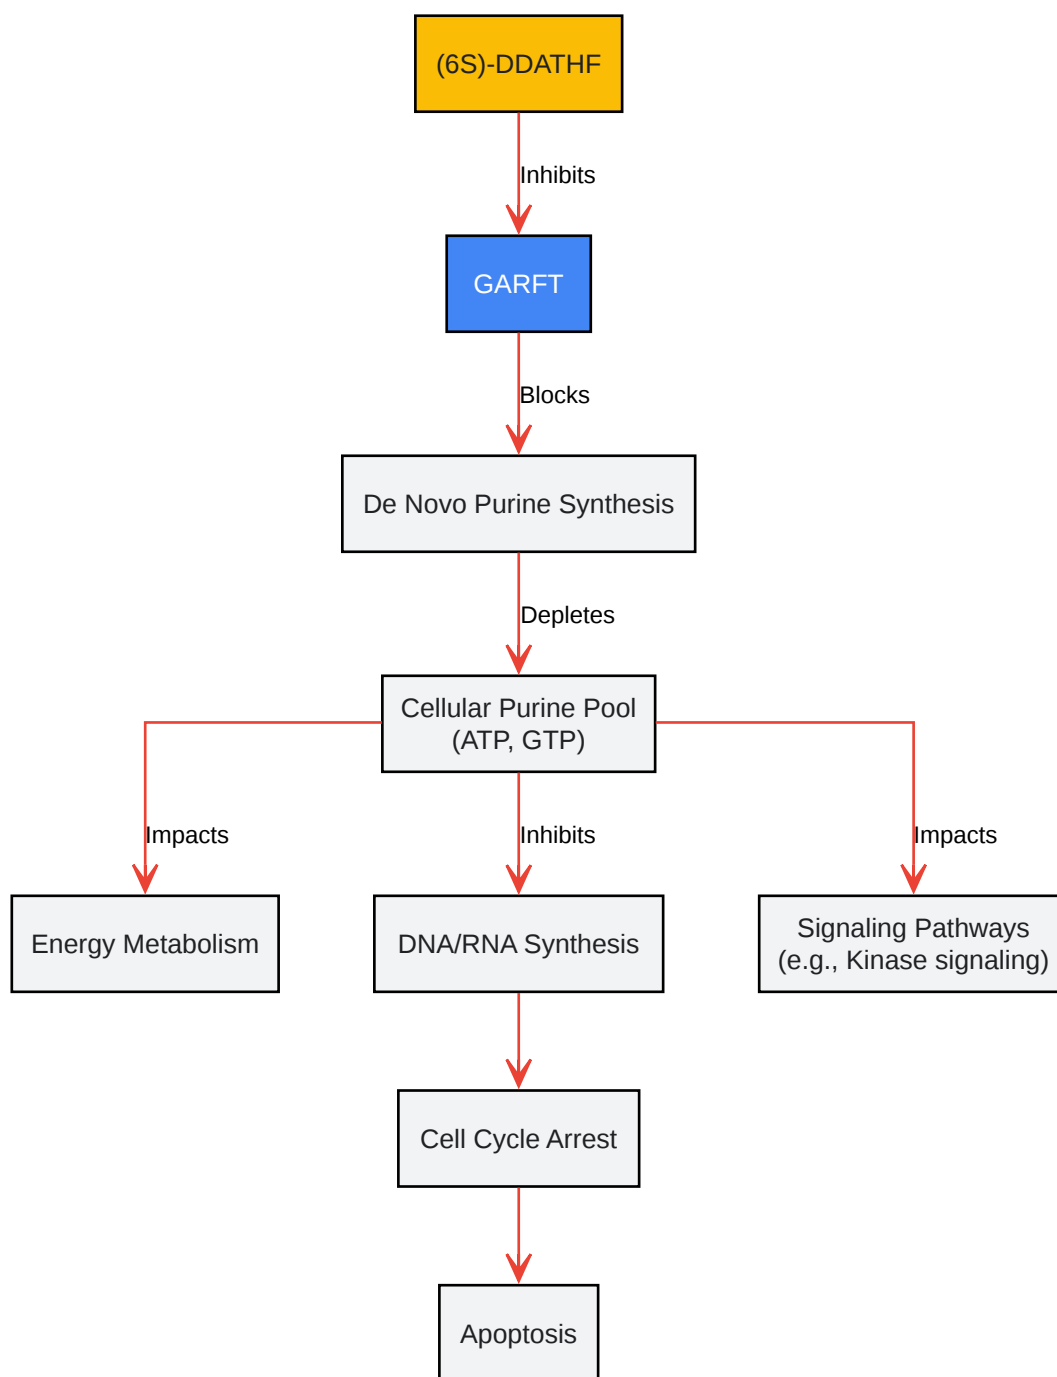 (6S)-DDATHF
Inhibits
GARFT
Blocks
De Novo Purine Synthesis
Depletes
Cellular Purine Pool
(ATP, GTP)
Impacts
Inhibits
Impacts
Energy Metabolism
DNA/RNA Synthesis
Signaling Pathways
(e.g., Kinase signaling)
Cell Cycle Arrest
Apoptosis